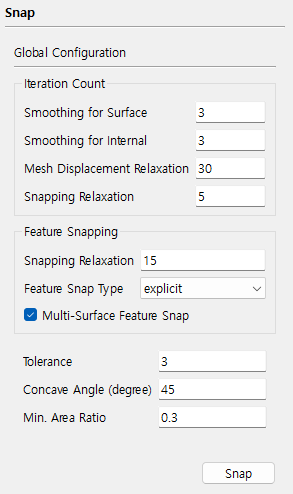 Snap
Global Configuration
Iteration Count
Smoothing for Surface 3
Smoothing for Internal 3
Mesh Displacement Relaxation 30
Snapping Relaxation 5
Feature Snapping
Snapping Relaxation 15
Feature Snap Type explicit
Multi-Surface Feature Snap
Tolerance 3
Concave Angle (degree) 45
Min. Area Ratio 0.3
Snap